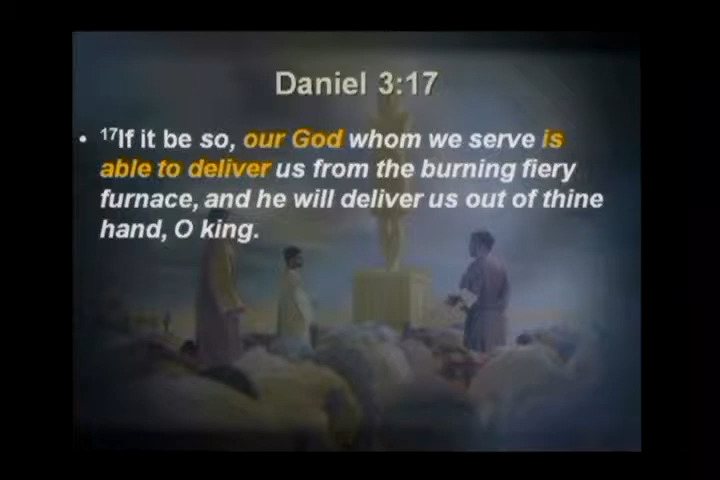 Daniel 3:17
• 17If it be so, our God whom we serve is
able to deliver us from the burning fiery
furnace, and he will deliver us out of thine
hand, O king.